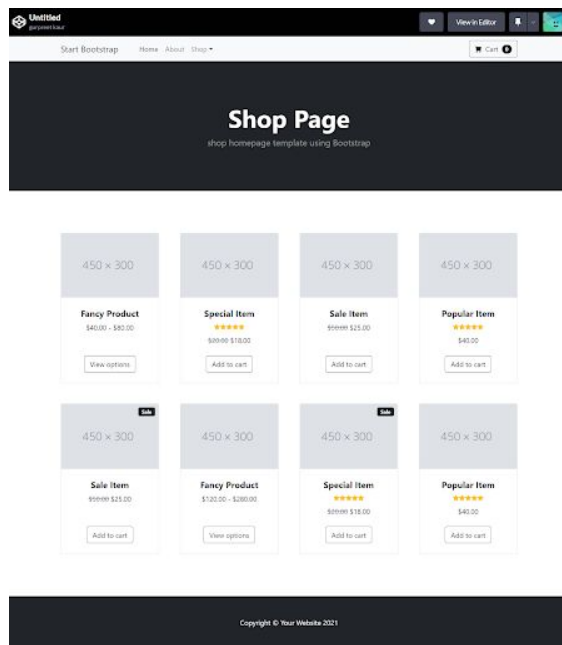 Untitled
gurpreet kaur
View in Editor
Start Bootstrap Home About Shop
Cart 0
Shop Page
shop homepage template using Bootstrap
450 × 300 450 × 300 450 × 300 450 × 300
Fancy Product Special Item Sale Item Popular Item
$40.00 - $80.00 $20.00 $18.00 $50.00 $25.00 $40.00
View options Add to cart Add to cart Add to cart
Sale Sale
450 × 300 450 × 300 450 × 300 450 × 300
Sale Item Fancy Product Special Item Popular Item
$50.00 $25.00 $120.00 - $280.00 $20.00 $18.00 $40.00
Add to cart View options Add to cart Add to cart
Copyright © Your Website 2021